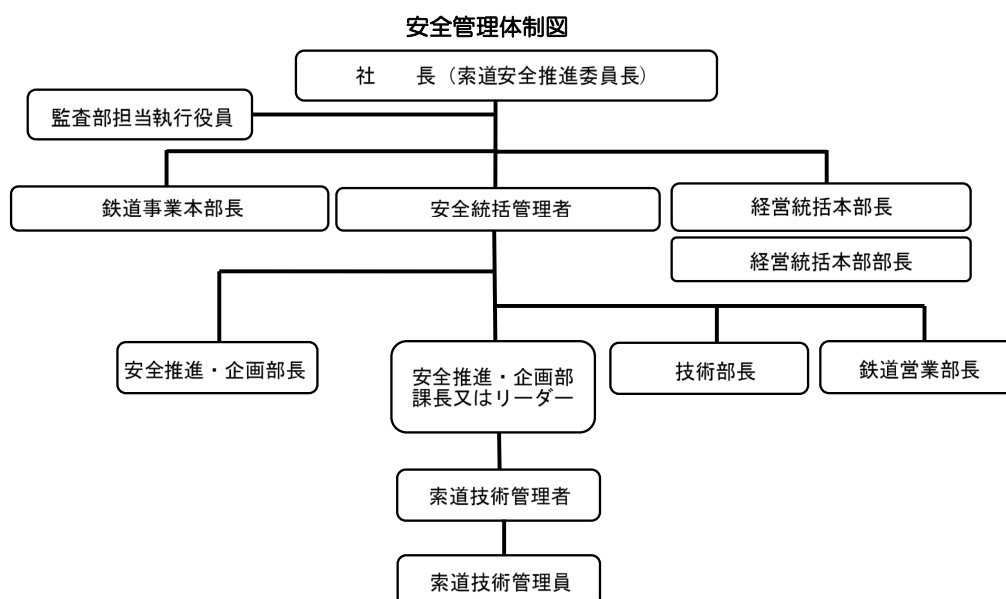 安全管理体制図
社　　長（索道安全推進委員長）
監査部担当執行役員
鉄道事業本部長
安全統括管理者
経営統括本部長
経営統括本部部長
安全推進・企画部長
安全推進・企画部
課長又はリーダー
技術部長
鉄道営業部長
索道技術管理者
索道技術管理員